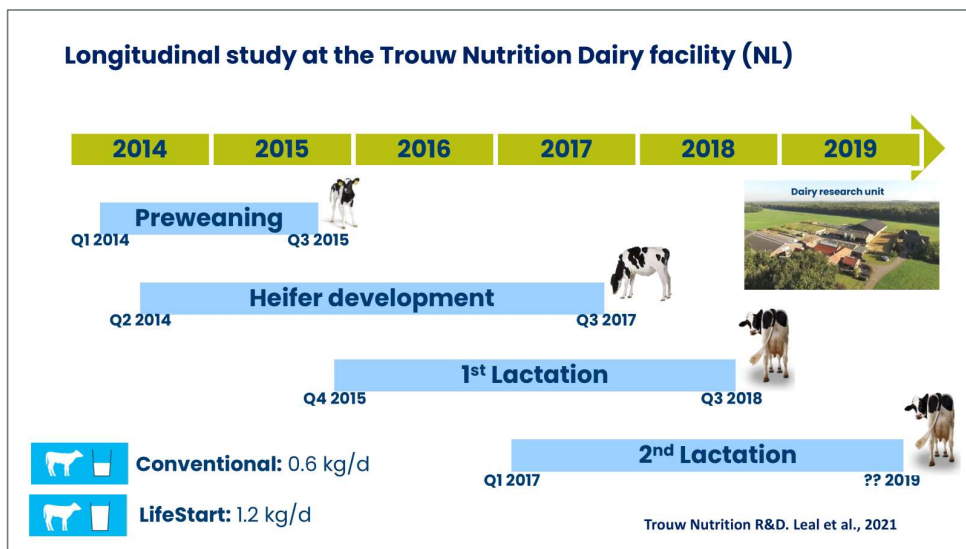 Longitudinal study at the Trouw Nutrition Dairy facility (NL)
2014 2015 2016 2017 2018 2019
Dairy research unit
Preweaning
Q1 2014 Q3 2015
Heifer development
Q2 2014 Q3 2017
1st Lactation
Q4 2015 Q3 2018
2nd Lactation
Q1 2017 ?? 2019
Conventional: 0.6 kg/d
LifeStart: 1.2 kg/d
Trouw Nutrition R&D. Leal et al., 2021